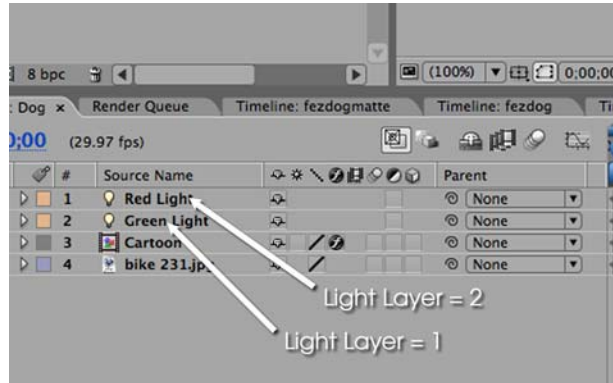 8 bpc (100%) 0;00;00
: Dog × Render Queue Timeline: fezdogmatte Timeline: fezdog Ti
0;00 (29.97 fps)
# Source Name Parent
1 Red Light None
2 Green Light None
3 Cartoon None
4 bike 231.jpg None
Light Layer = 2
Light Layer = 1